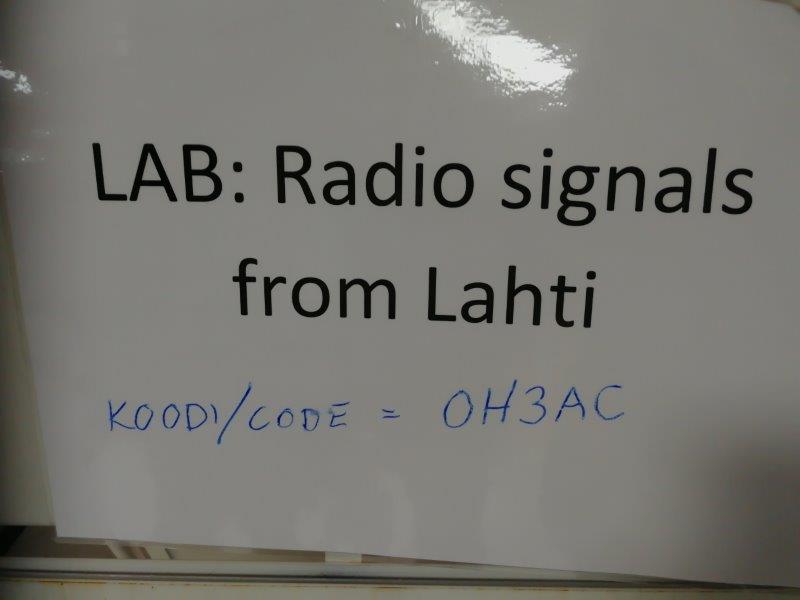 LAB: Radio signals
from Lahti
KOODI/CODE = OH3AC